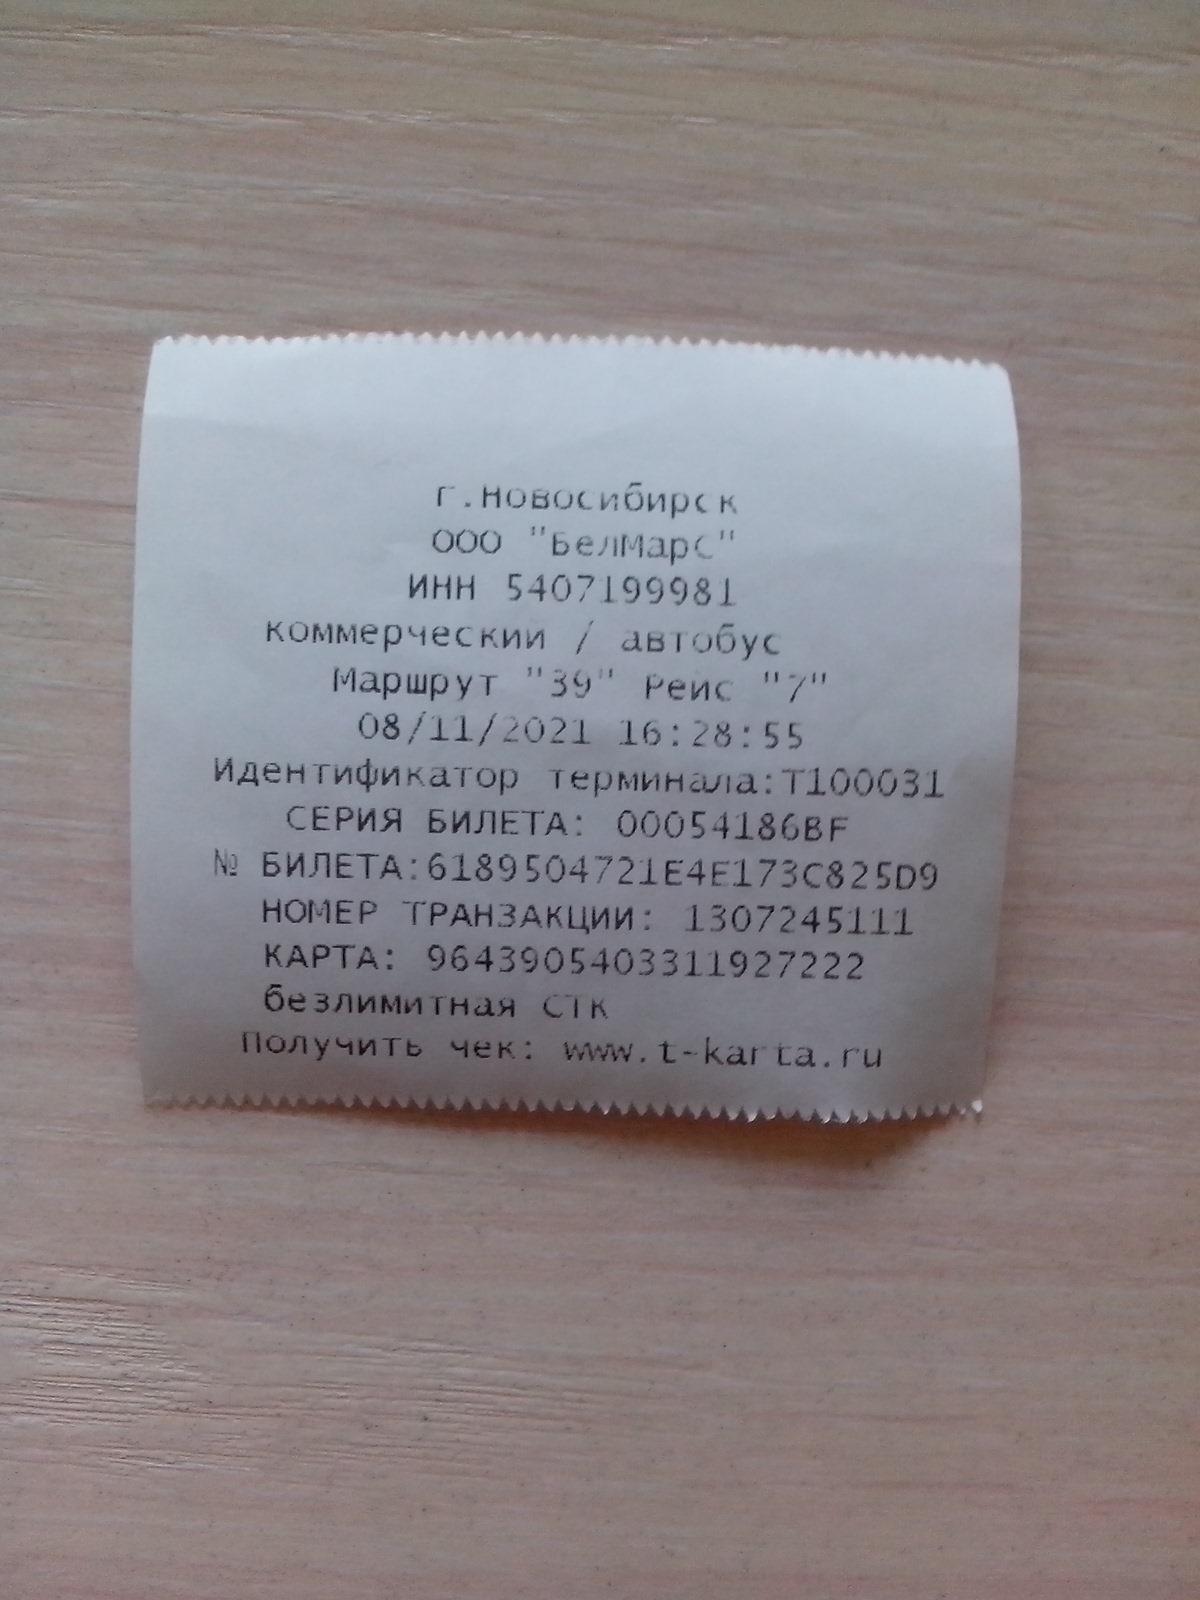 г.Новосибирск
ООО "БелМарС"
ИНН 5407199981
коммерческий / автобус
Маршрут "39" Рейс "7"
08/11/2021 16:28:55
Идентификатор терминала:Т100031
СЕРИЯ БИЛЕТА: 00054186BF
№ БИЛЕТА:6189504721E4E173C825D9
НОМЕР ТРАНЗАКЦИИ: 1307245111
КАРТА: 9643905403311927222
безлимитная СТК
Получить чек: www.t-karta.ru